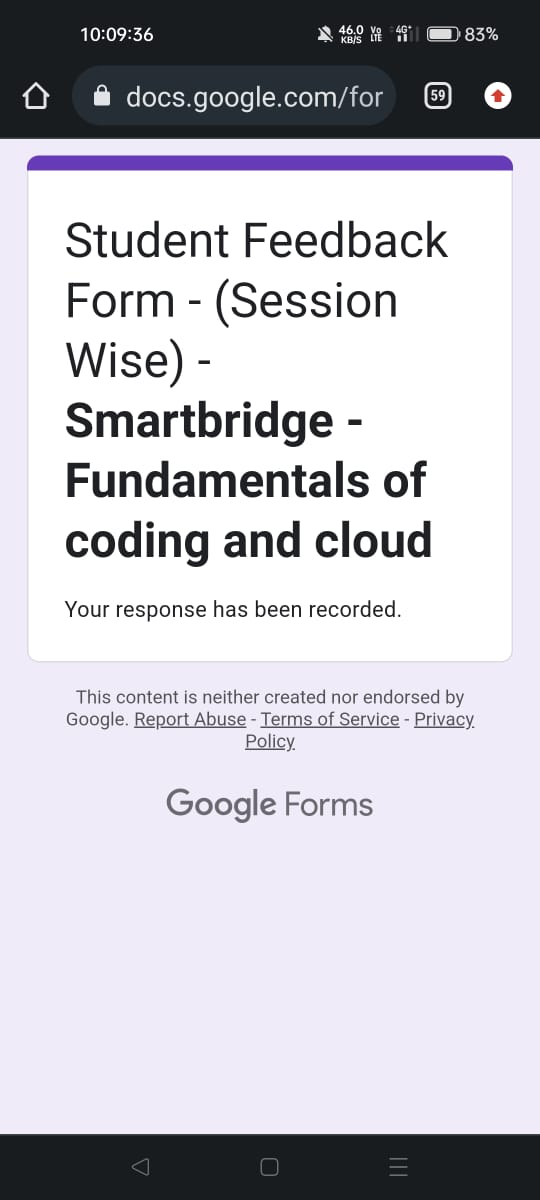 10:09:36 46.0 KB/S Vo LTE 4G+ 83%
docs.google.com/for 59
Student Feedback
Form - (Session
Wise) -
Smartbridge -
Fundamentals of
coding and cloud
Your response has been recorded.
This content is neither created nor endorsed by
Google. Report Abuse - Terms of Service - Privacy
Policy
Google Forms